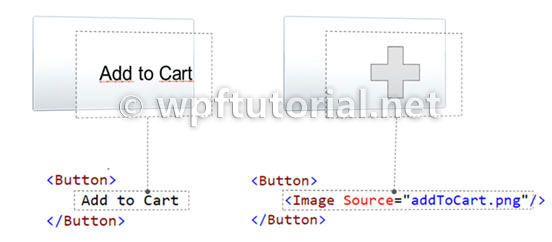 Add to Cart
© wpftutorial.net
<Button>
Add to Cart
</Button>
<Button>
<Image Source="addToCart.png"/>
</Button>